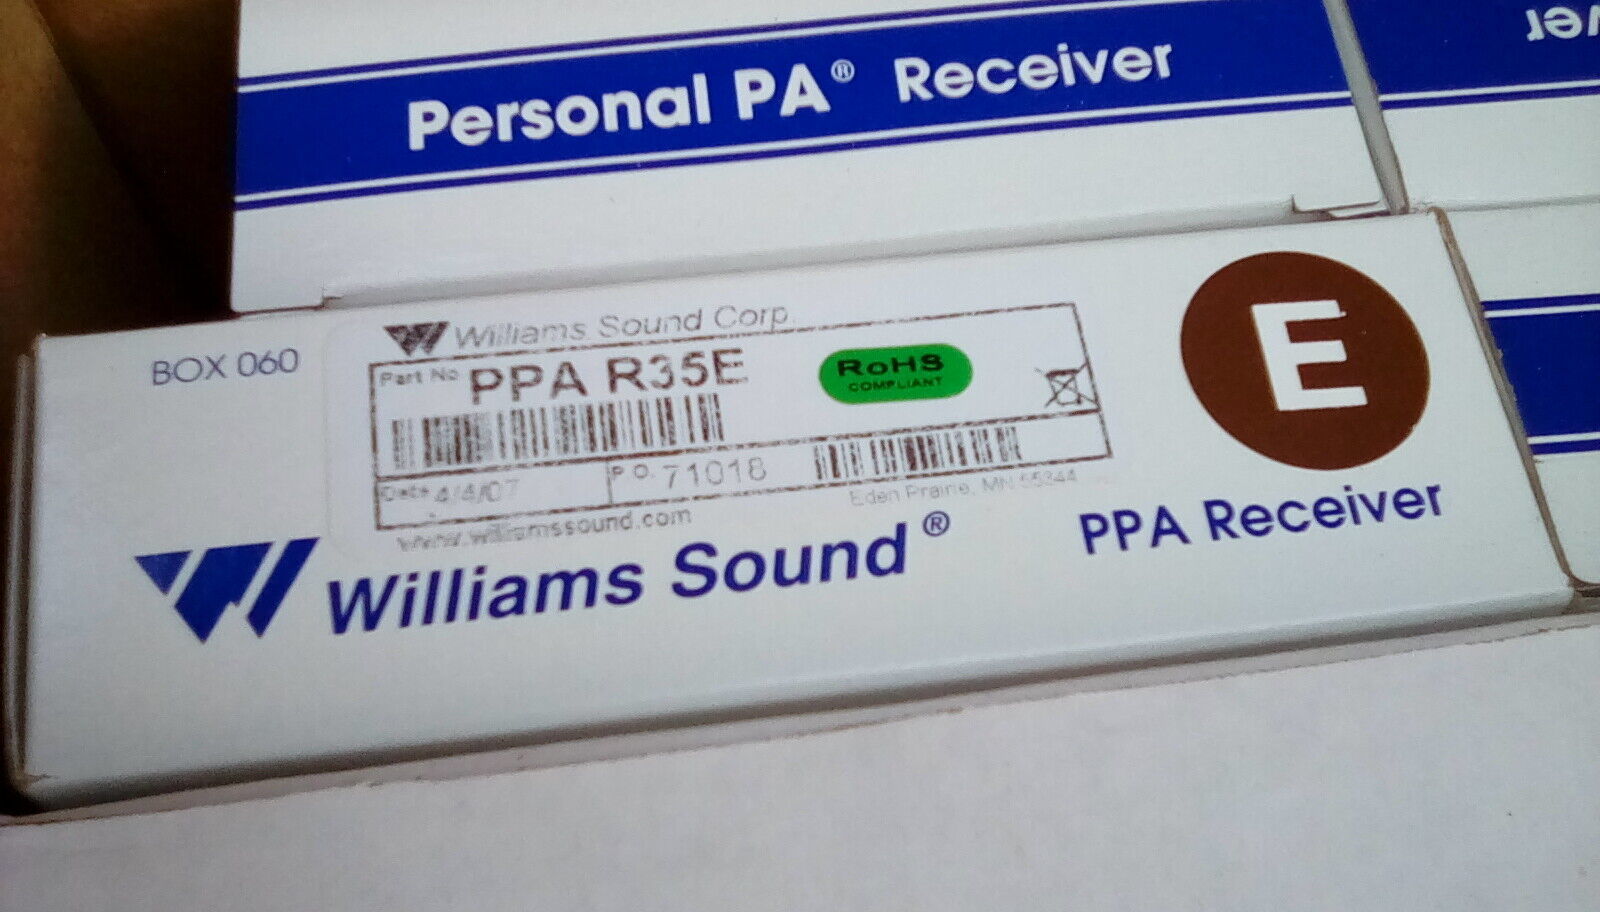 Personal PA® Receiver
ver
BOX 060
Williams Sound Corp.
Part No PPA R35E
RoHS
COMPLIANT
Date 4/4/07
P.O. 71018
Eden Prairie, MN 55344
www.williamssound.com
Williams Sound®
E
PPA Receiver